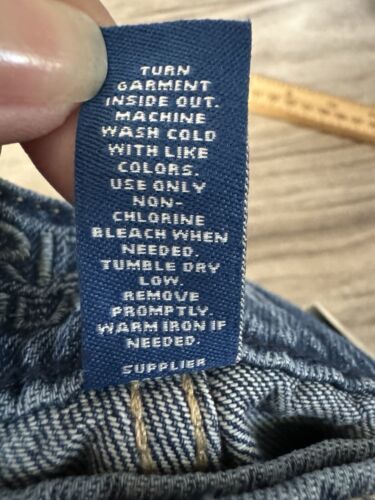 TURN
GARMENT
INSIDE OUT.
MACHINE
WASH COLD
WITH LIKE
COLORS.
USE ONLY
NON-
CHLORINE
BLEACH WHEN
NEEDED.
TUMBLE DRY
LOW.
REMOVE
PROMPTLY.
WARM IRON IF
NEEDED.
SUPPLIER